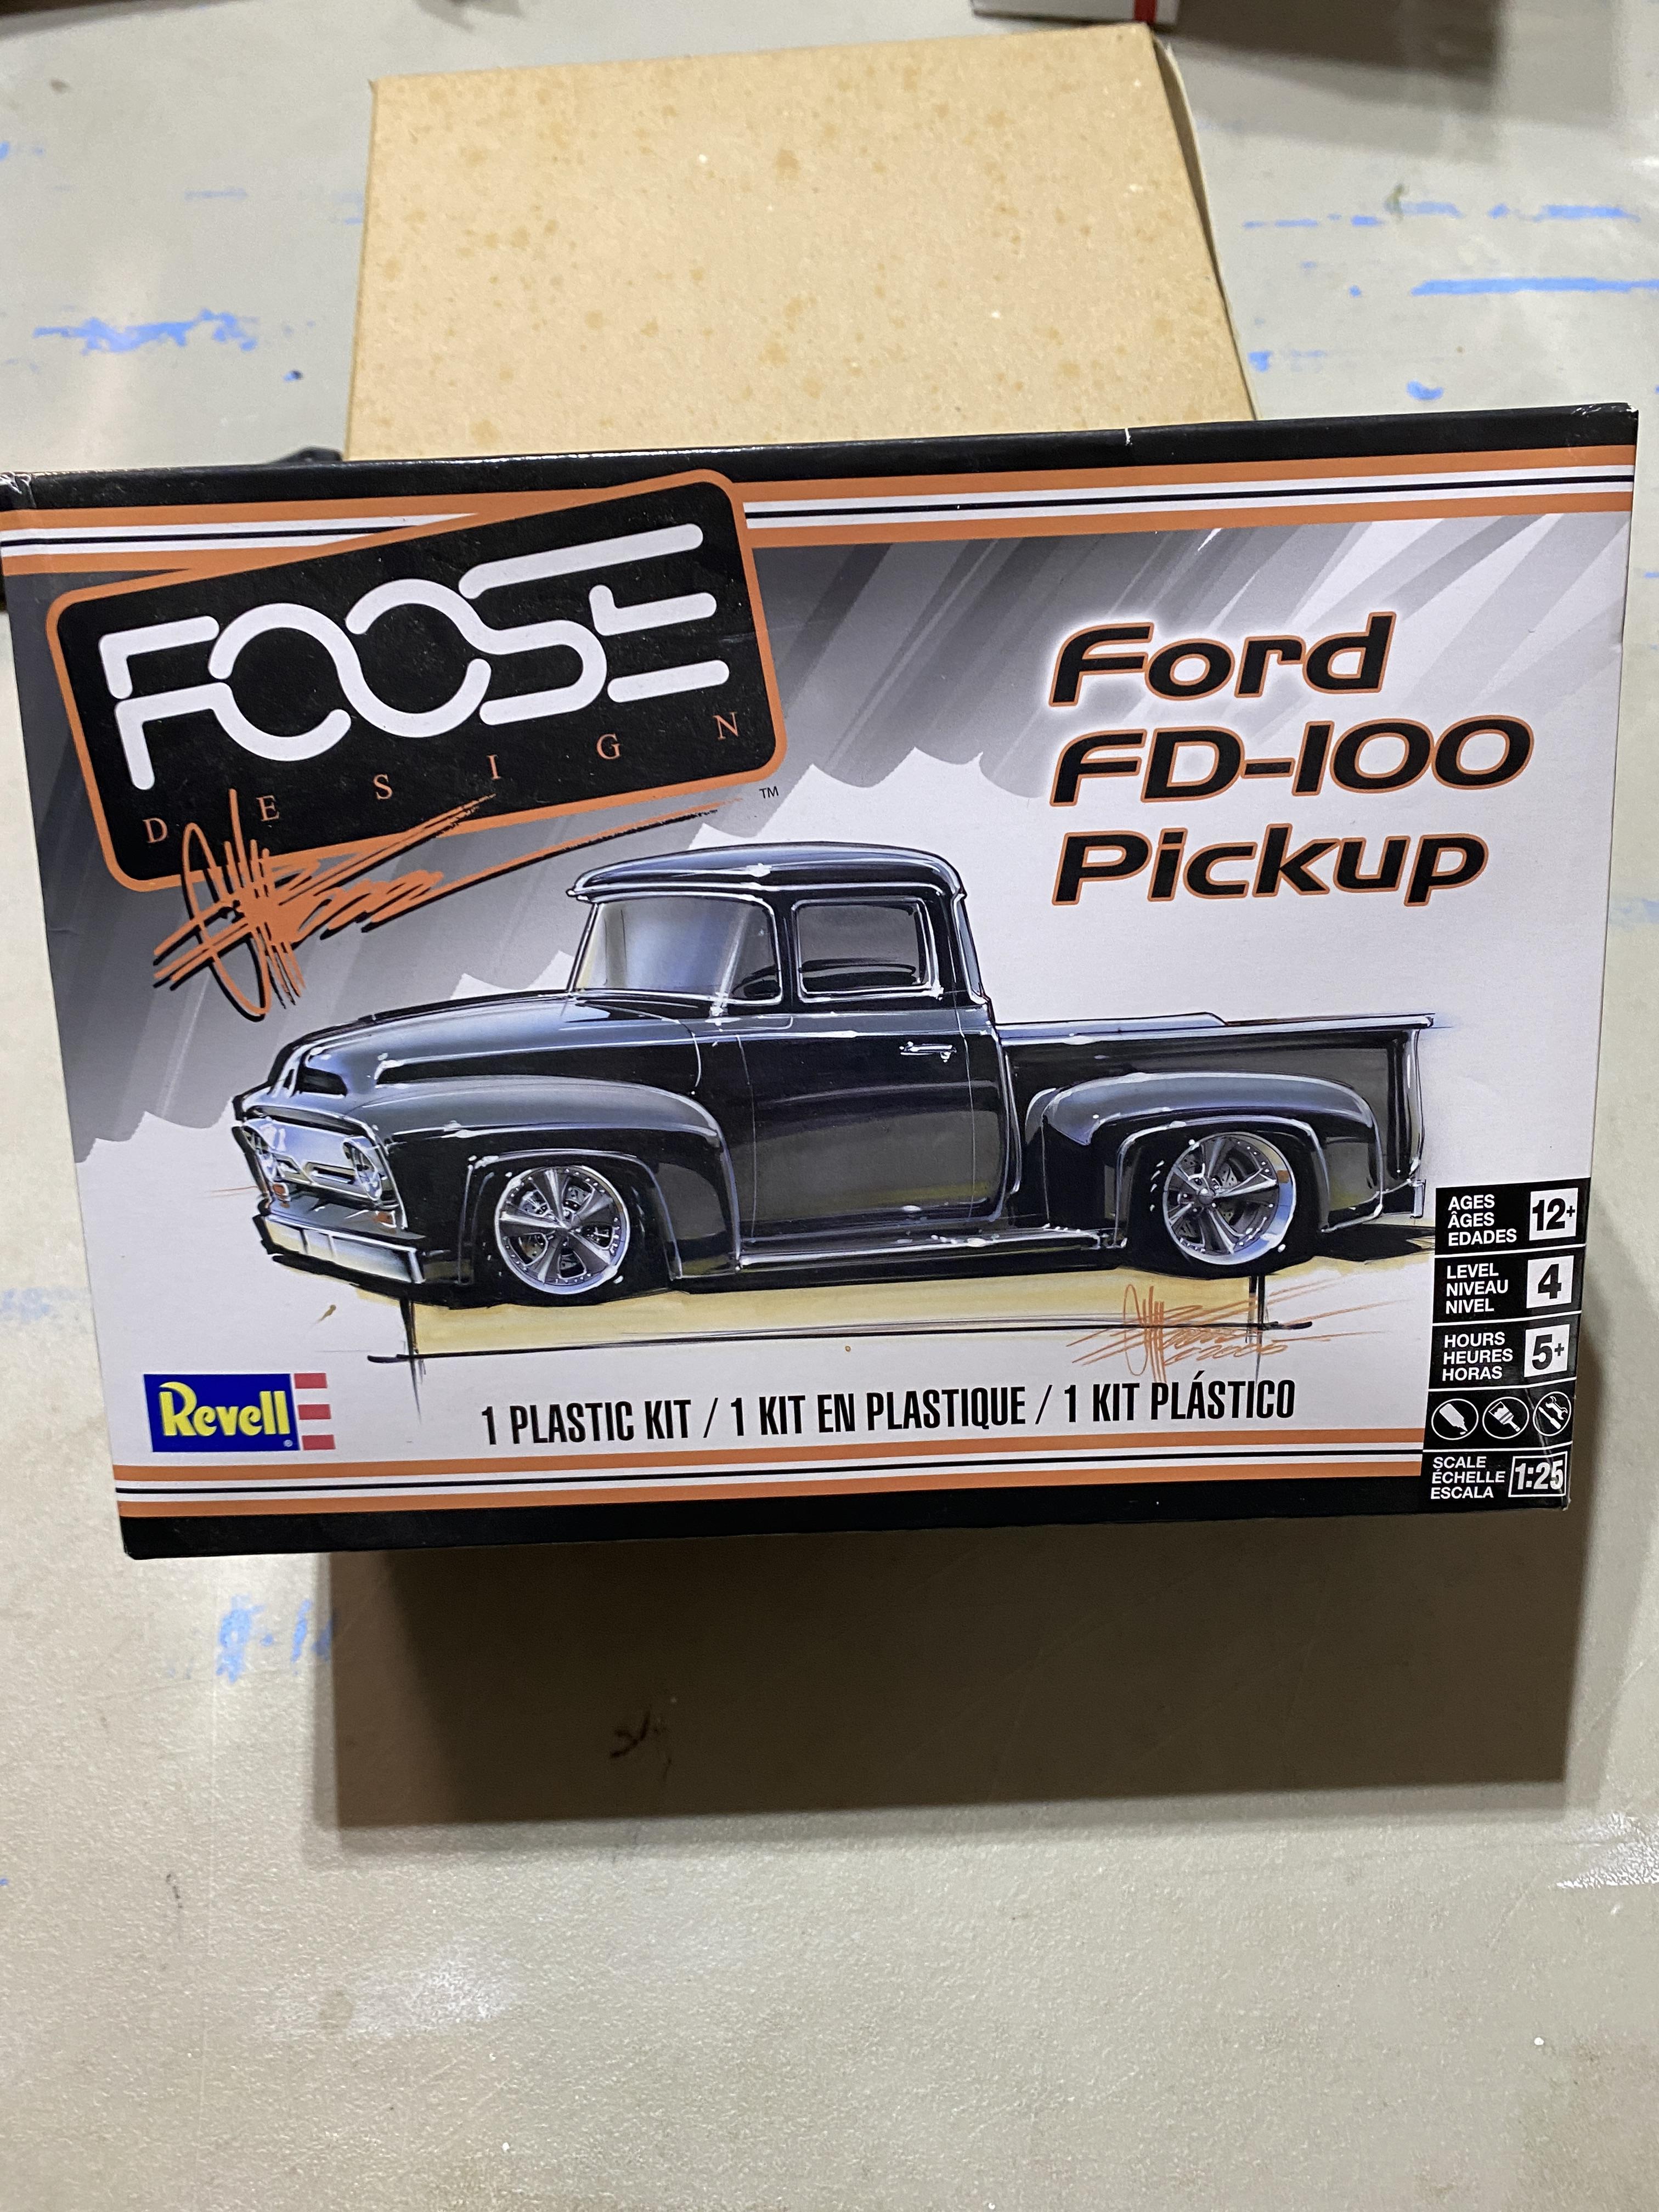 FOOSE
DESIGN
TM
Ford
FD-100
Pickup
AGES
ÂGES
EDADES
12+
LEVEL
NIVEAU
NIVEL
4
HOURS
HEURES
HORAS
5+
SCALE
ÉCHELLE
ESCALA
1:25
Revell®
1 PLASTIC KIT / 1 KIT EN PLASTIQUE / 1 KIT PLÁSTICO